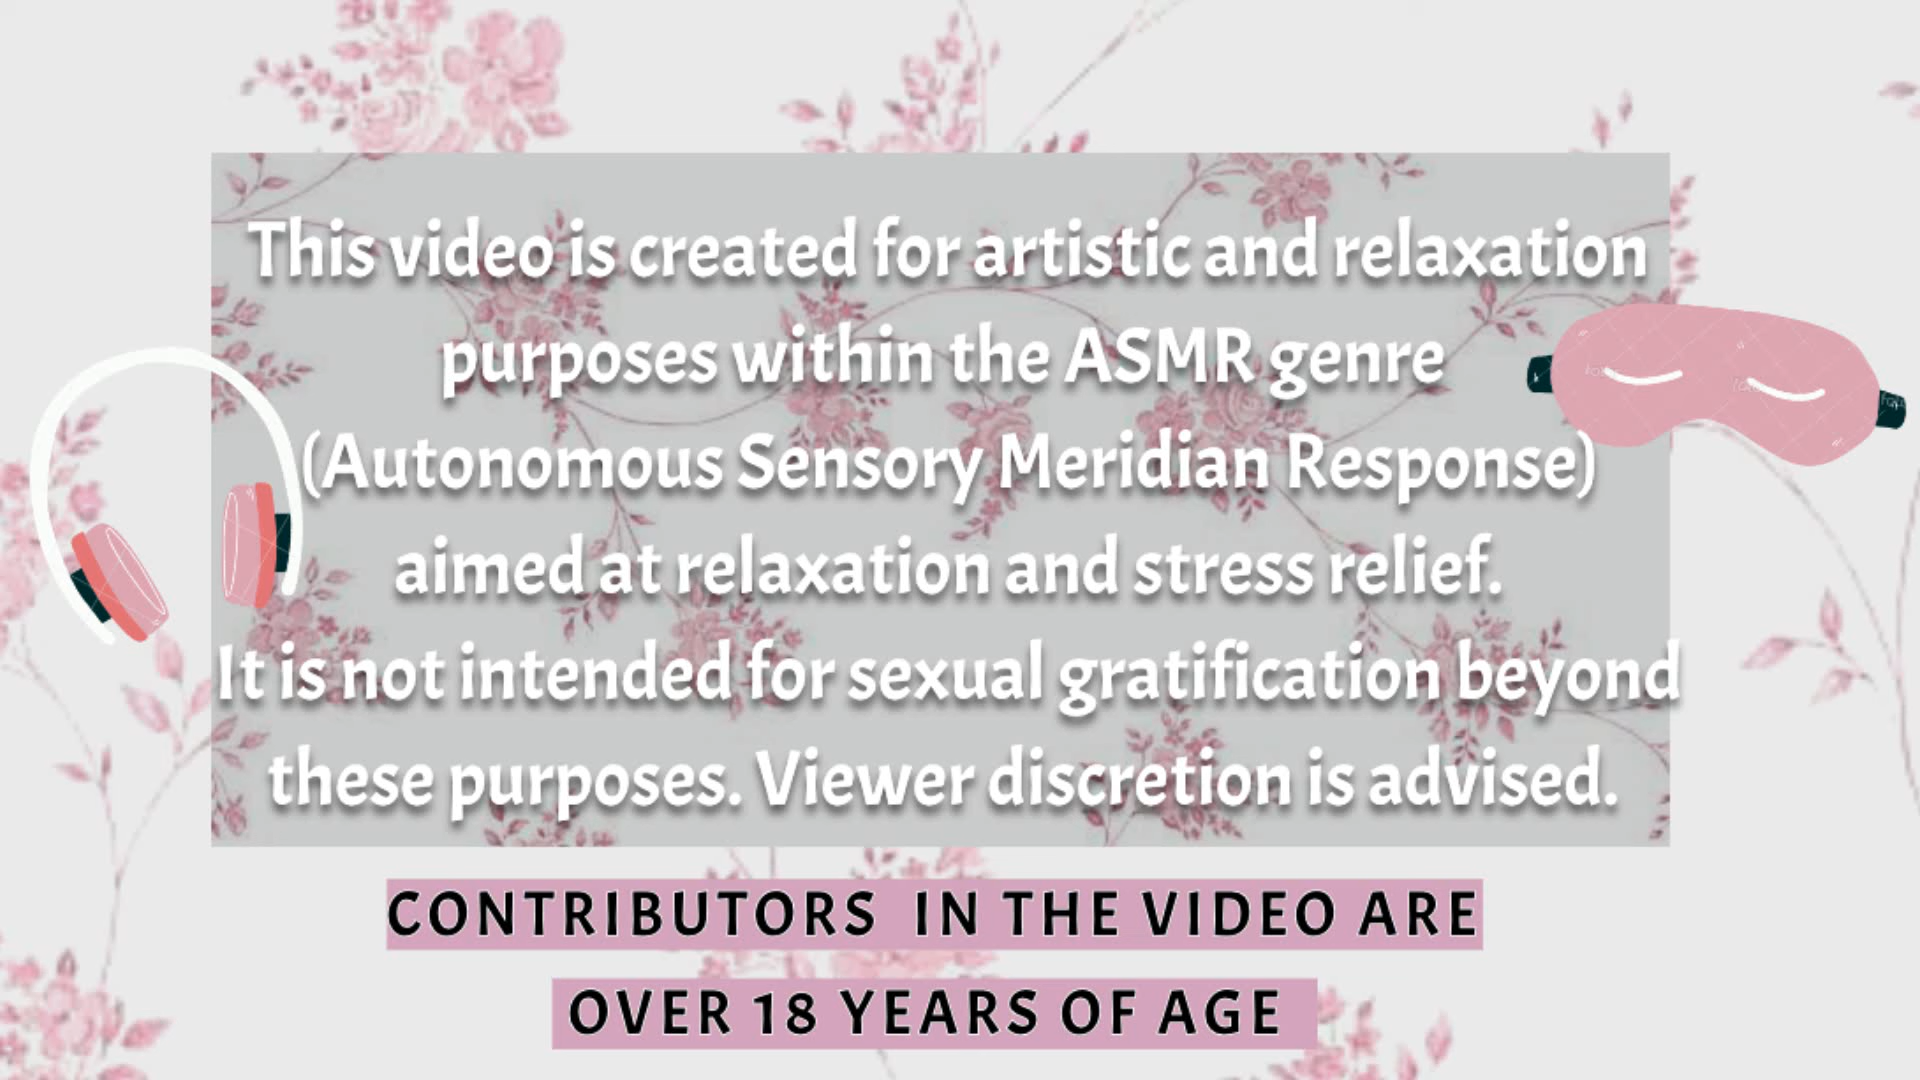 This video is created for artistic and relaxation
purposes within the ASMR genre
(Autonomous Sensory Meridian Response)
aimed at relaxation and stress relief.
It is not intended for sexual gratification beyond
these purposes. Viewer discretion is advised.
CONTRIBUTORS IN THE VIDEO ARE
OVER 18 YEARS OF AGE